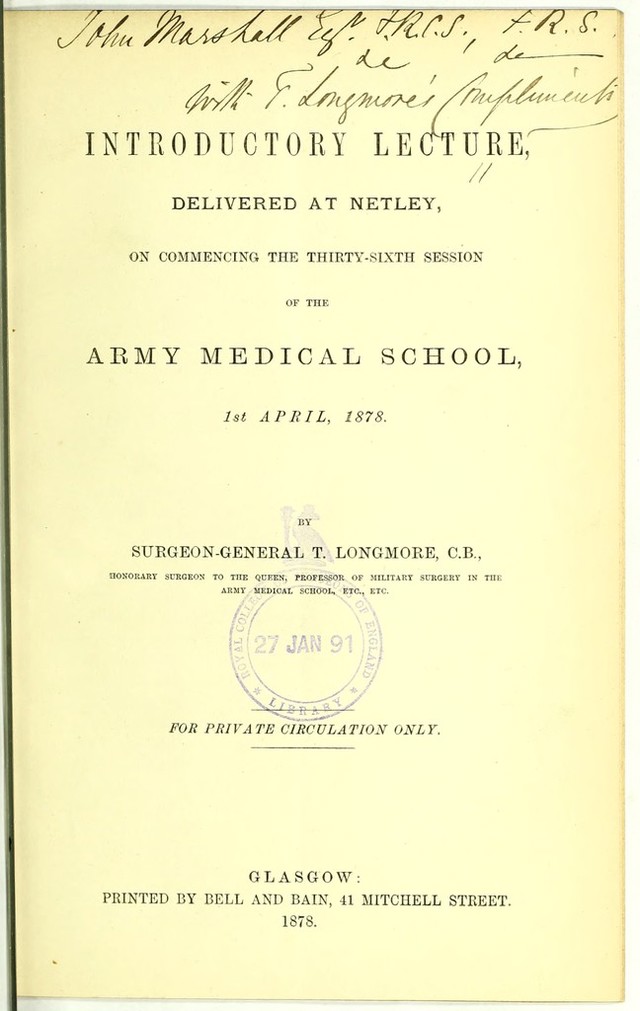 John Marshall Esqr. F.R.C.S., F.R.S.
&c &c
with T. Longmore's Compliments
INTRODUCTORY LECTURE,
DELIVERED AT NETLEY,
ON COMMENCING THE THIRTY-SIXTH SESSION
OF THE
ARMY MEDICAL SCHOOL,
1st APRIL, 1878.
BY
SURGEON-GENERAL T. LONGMORE, C.B.,
HONORARY SURGEON TO THE QUEEN, PROFESSOR OF MILITARY SURGERY IN THE
ARMY MEDICAL SCHOOL, ETC., ETC.
ROYAL COLLEGE OF ENGLAND
27 JAN 91
LIBRARY
FOR PRIVATE CIRCULATION ONLY.
GLASGOW:
PRINTED BY BELL AND BAIN, 41 MITCHELL STREET.
1878.